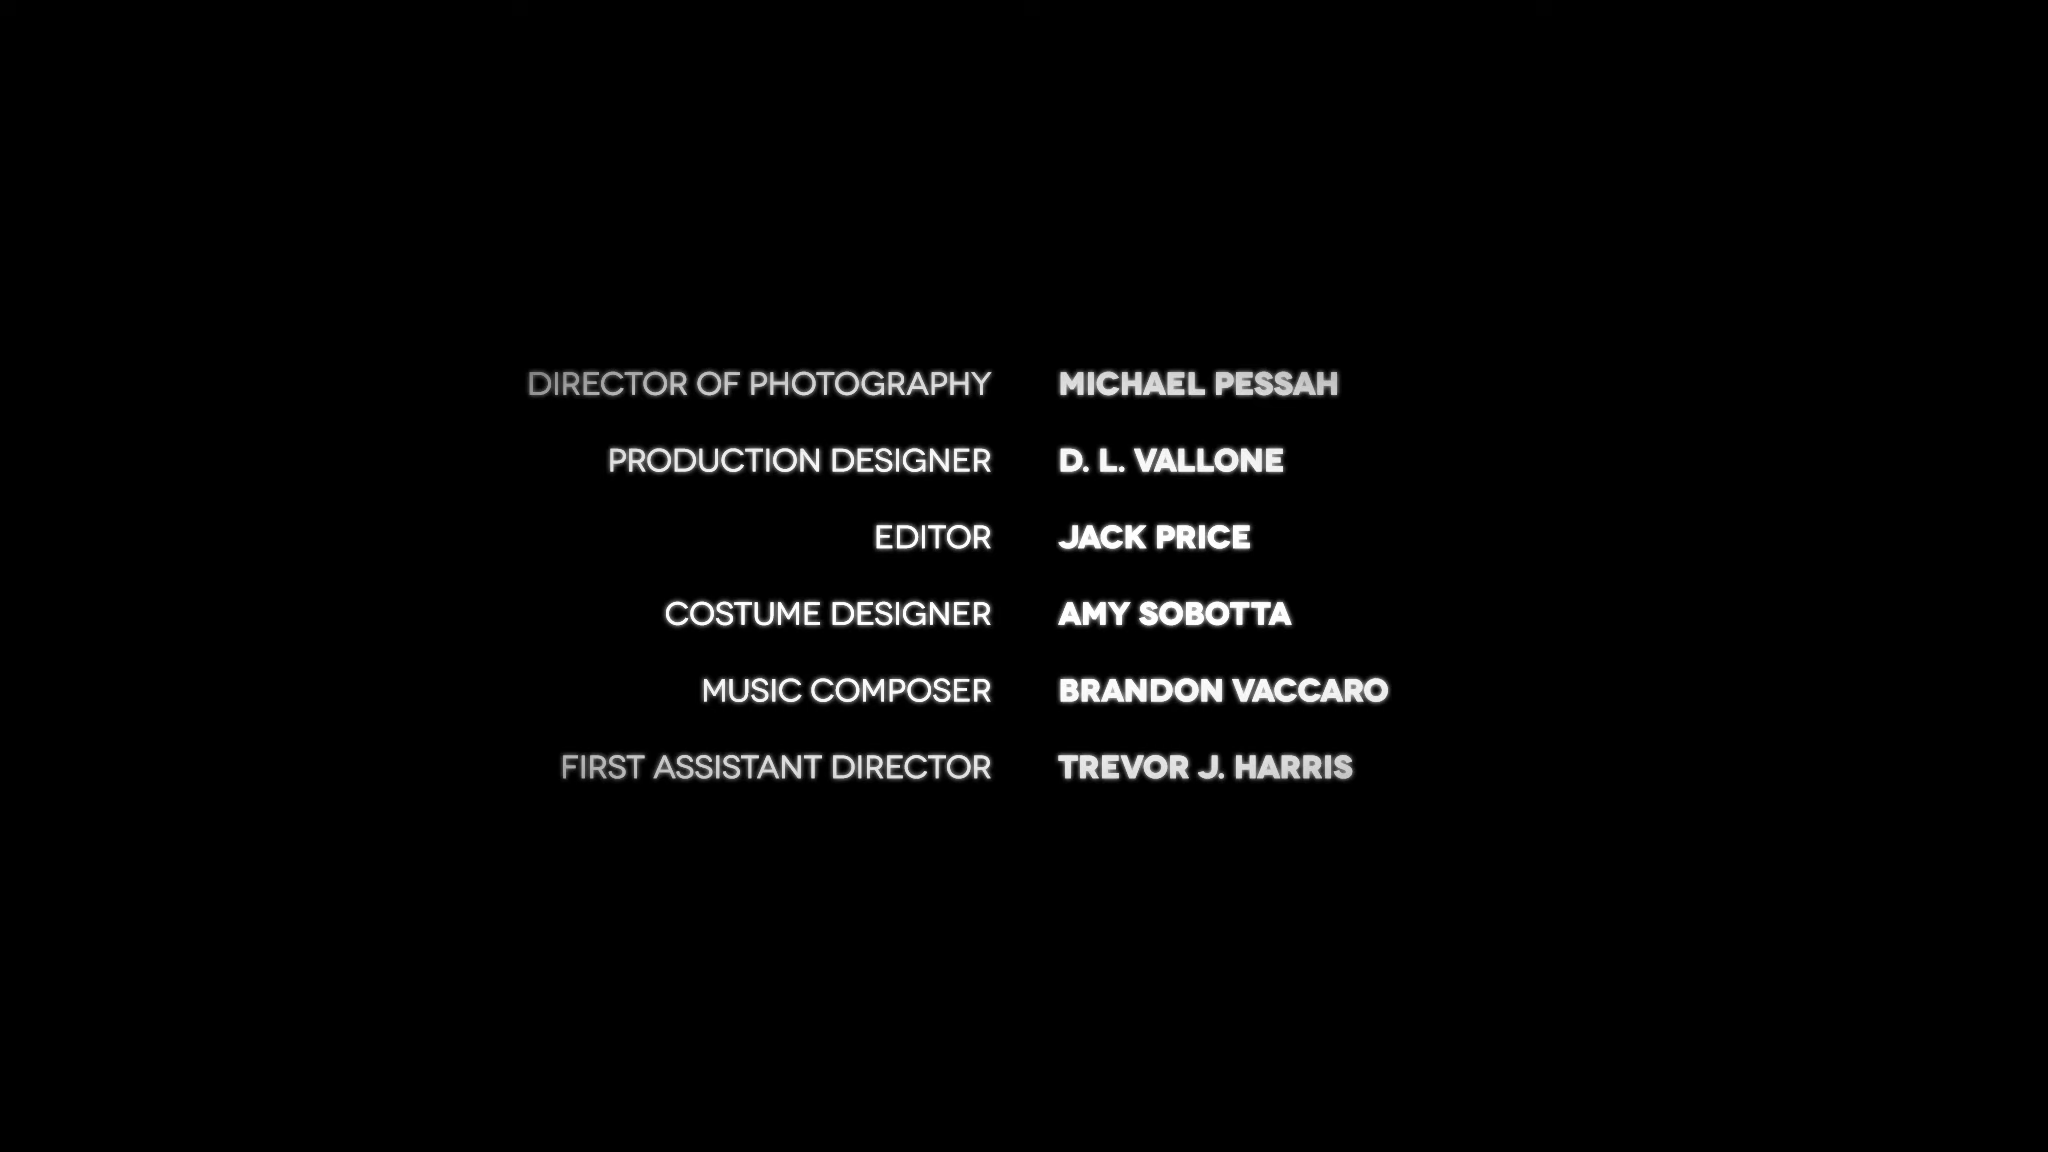 DIRECTOR OF PHOTOGRAPHY MICHAEL PESSAH
PRODUCTION DESIGNER D. L. VALLONE
EDITOR JACK PRICE
COSTUME DESIGNER AMY SOBOTTA
MUSIC COMPOSER BRANDON VACCARO
FIRST ASSISTANT DIRECTOR TREVOR J. HARRIS